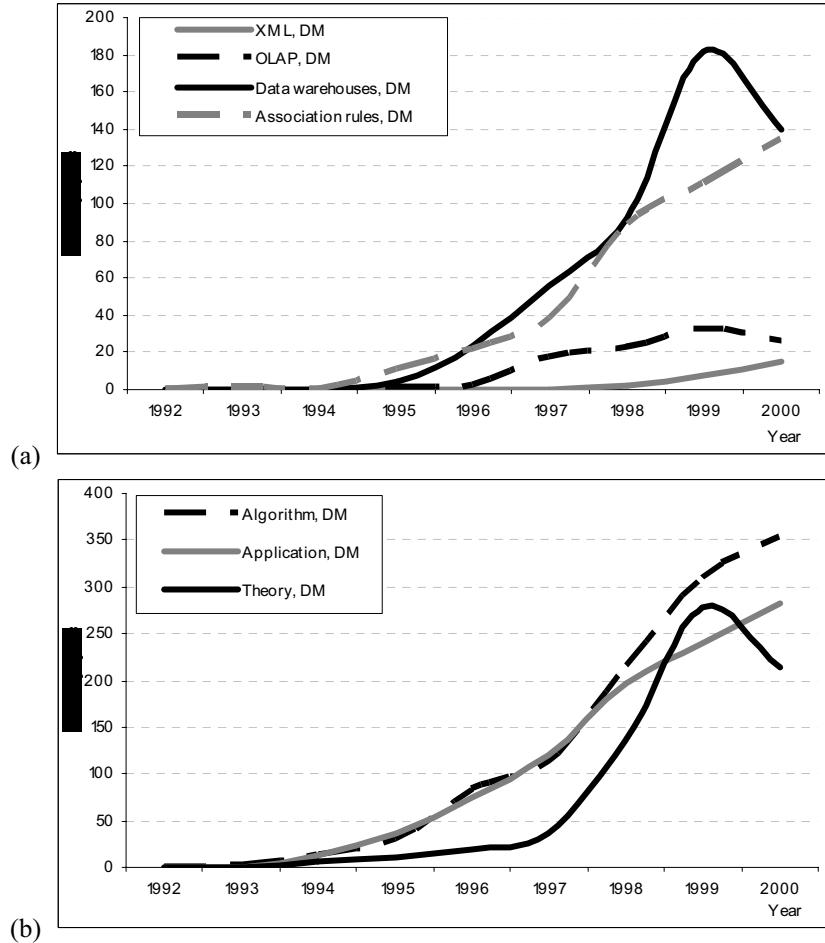 200
180
160
140
120
100
80
60
40
20
0
XML, DM
OLAP, DM
Data warehouses, DM
Association rules, DM
1992 1993 1994 1995 1996 1997 1998 1999 2000
Year
(a)
400
350
300
250
200
150
100
50
0
Algorithm, DM
Application, DM
Theory, DM
1992 1993 1994 1995 1996 1997 1998 1999 2000
Year
(b)